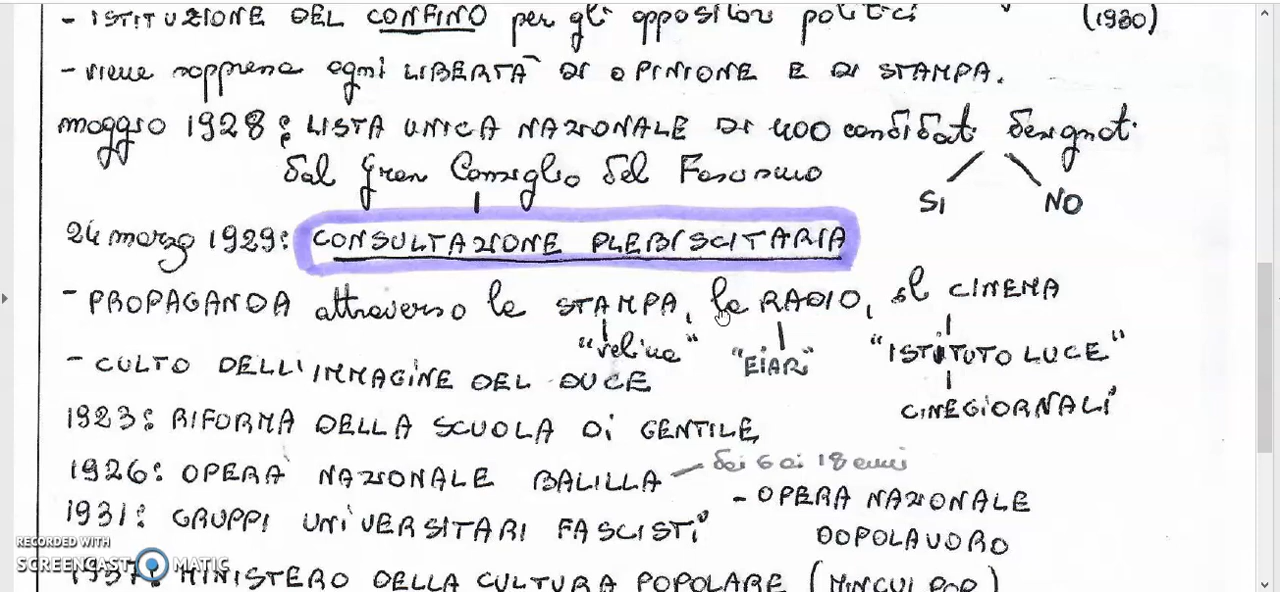 - ISTITUZIONE DEL CONFINO per gli oppositori politici (1930)
- viene soppressa ogni LIBERTÀ DI OPINIONE E DI STAMPA.
maggio 1928: LISTA UNICA NAZIONALE DI 400 candidati designati
dal Gran Consiglio del Fascismo
SI NO
24 marzo 1929: CONSULTAZIONE PLEBISCITARIA
- PROPAGANDA attraverso la STAMPA, la RADIO, il CINEMA
"velina" "EIAR" "ISTITUTO LUCE"
- CULTO DELL'IMMAGINE DEL DUCE
CINEGIORNALI
1923: RIFORMA DELLA SCUOLA DI GENTILE
1926: OPERA NAZIONALE BALILLA - dai 6 ai 18 anni
- OPERA NAZIONALE
DOPOLAVORO
1931: GRUPPI UNIVERSITARI FASCISTI
RECORDED WITH
SCREENCAST MATIC
1937: MINISTERO DELLA CULTURA POPOLARE (MINCULPOP)